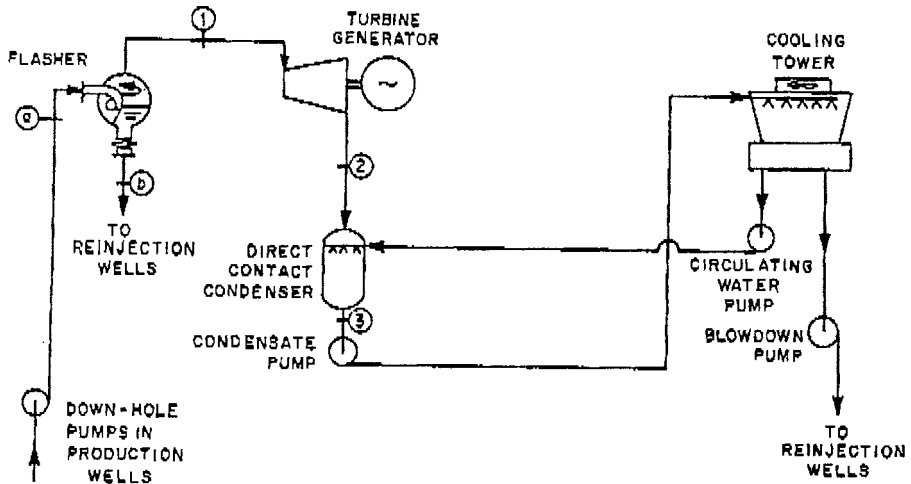 1
TURBINE
GENERATOR
~
FLASHER
a
b
TO
REINJECTION
WELLS
2
DIRECT
CONTACT
CONDENSER
3
CONDENSATE
PUMP
DOWN-HOLE
PUMPS IN
PRODUCTION
WELLS
COOLING
TOWER
CIRCULATING
WATER
PUMP
BLOWDOWN
PUMP
TO
REINJECTION
WELLS